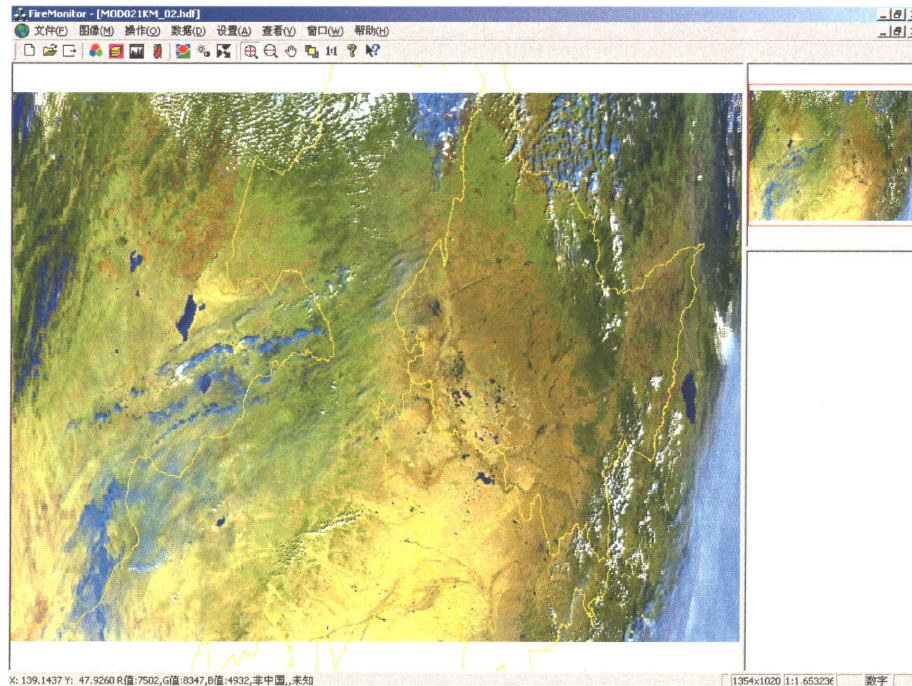 FireMonitor - [MOD021KM_02.hdf]
文件(F) 图像(M) 操作(O) 数据(D) 设置(A) 查看(V) 窗口(W) 帮助(H)
1:1
X: 139.1437 Y: 47.9260 R值:7502,G值:8347,B值:4932,非中国,,未知 1354x1020 1:1.653236 数字